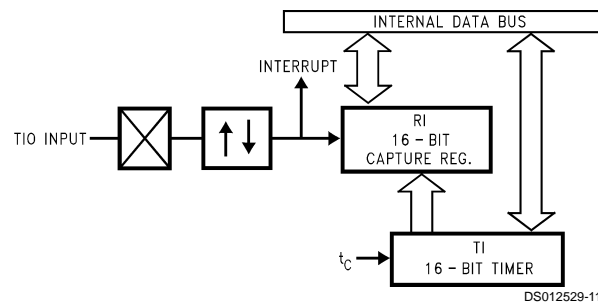 INTERNAL DATA BUS
INTERRUPT
TIO INPUT
RI
16 - BIT
CAPTURE REG.
tC
TI
16 - BIT TIMER
DS012529-11